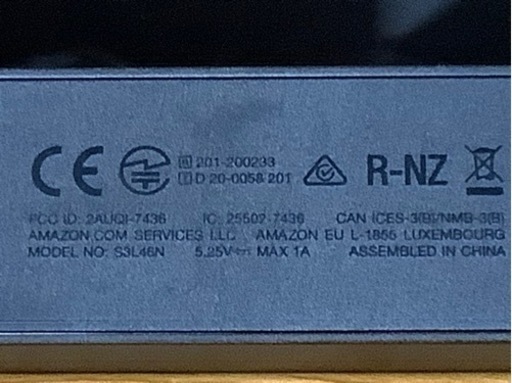 CE R 201-200233 R-NZ
T D 20-0058 201
FCC ID: 2AUQI-7436 IC: 25502-7436 CAN ICES-3(B)/NMB-3(B)
AMAZON.COM SERVICES LLC AMAZON EU L-1855 LUXEMBOURG
MODEL NO: S3L46N 5.25V⎓ MAX 1A ASSEMBLED IN CHINA